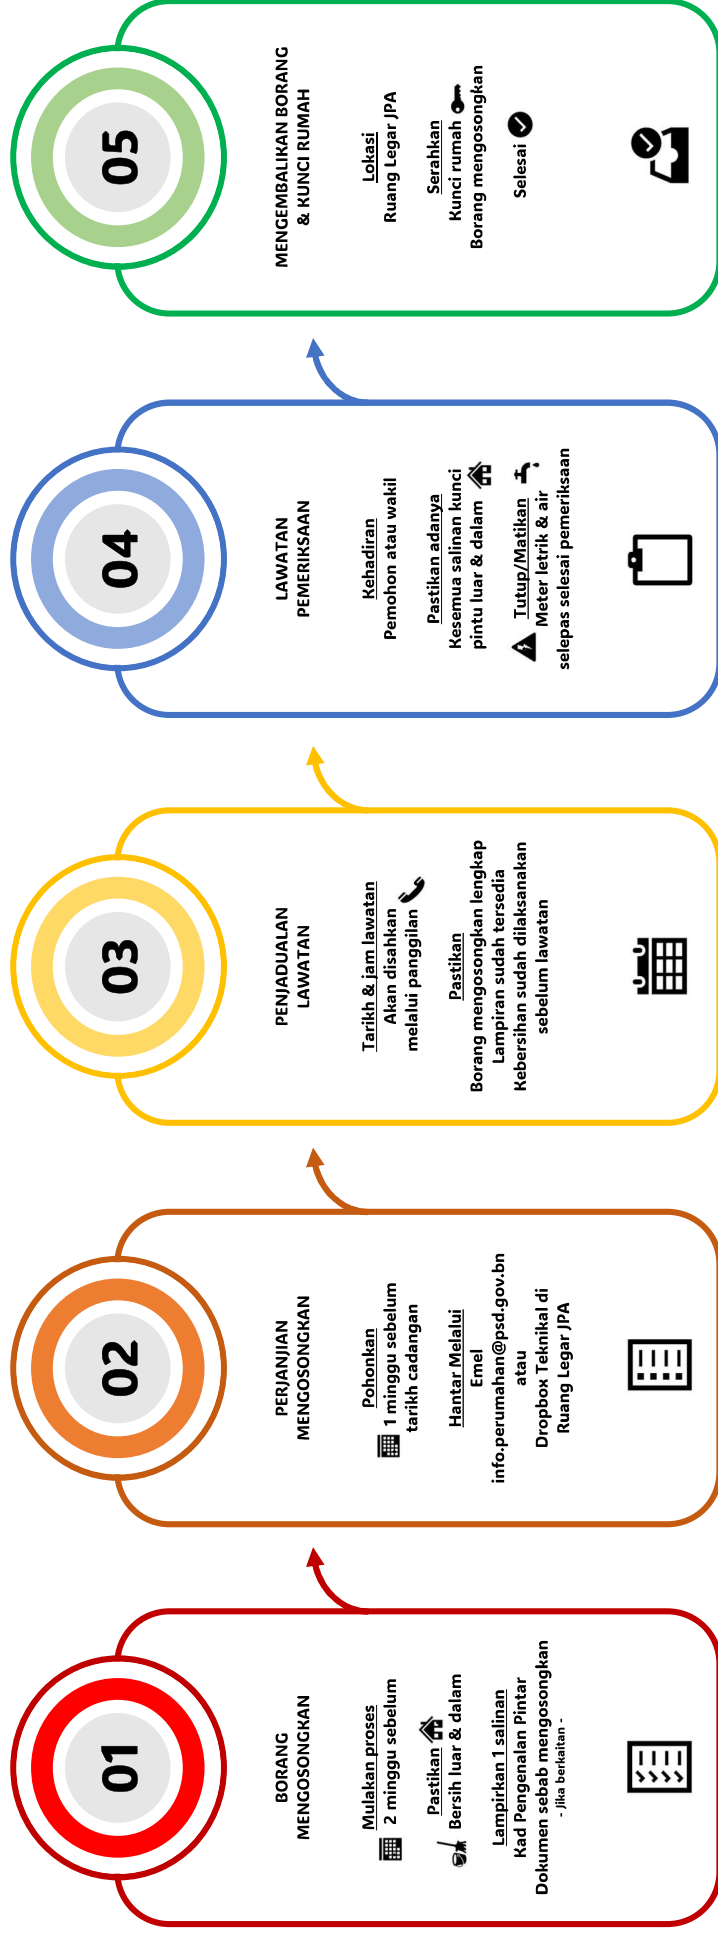 01
BORANG
MENGOSONGKAN
Mulakan proses
2 minggu sebelum
Pastikan
Bersih luar & dalam
Lampirkan 1 salinan
Kad Pengenalan Pintar
Dokumen sebab mengosongkan
- Jika berkaitan -
02
PERJANJIAN
MENGOSONGKAN
Pohonkan
1 minggu sebelum
tarikh cadangan
Hantar Melalui
Emel
info.perumahan@psd.gov.bn
atau
Dropbox Teknikal di
Ruang Legar JPA
03
PENJADUALAN
LAWATAN
Tarikh & jam lawatan
Akan disahkan
melalui panggilan
Pastikan
Borang mengosongkan lengkap
Lampiran sudah tersedia
Kebersihan sudah dilaksanakan
sebelum lawatan
04
LAWATAN
PEMERIKSAAN
Kehadiran
Pemohon atau wakil
Pastikan adanya
Kesemua salinan kunci
pintu luar & dalam
Tutup/Matikan
Meter letrik & air
selepas selesai pemeriksaan
05
MENGEMBALIKAN BORANG
& KUNCI RUMAH
Lokasi
Ruang Legar JPA
Serahkan
Kunci rumah
Borang mengosongkan
Selesai